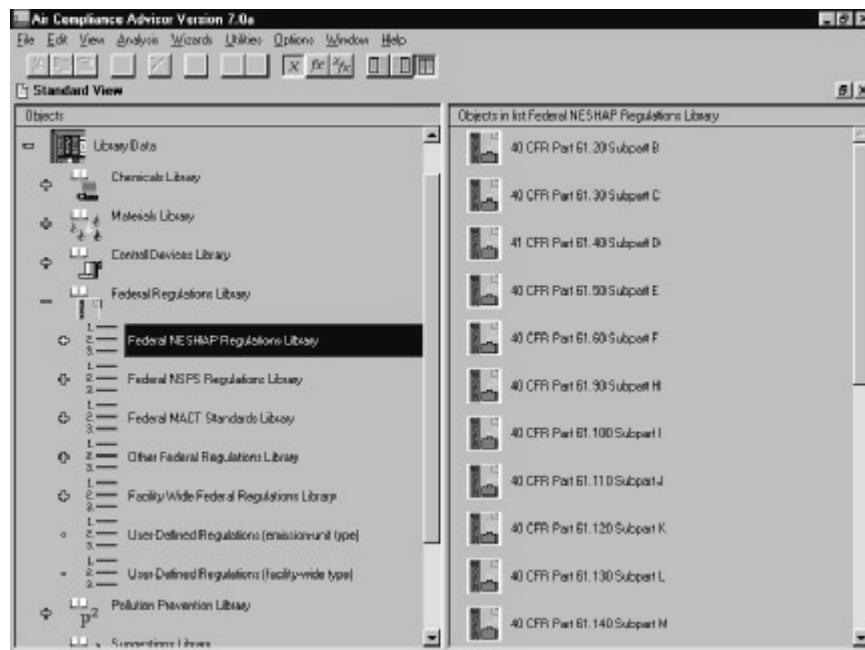 Air Compliance Advisor Version 7.0a
File Edit View Analysis Wizards Utilities Options Window Help
X fx ²fx
Standard View
Objects
Objects in list Federal NESHAP Regulations Library
Library Data
Chemicals Library
Materials Library
Control Devices Library
Federal Regulations Library
Federal NESHAP Regulations Library
Federal NSPS Regulations Library
Federal MACT Standards Library
Other Federal Regulations Library
Facility Wide Federal Regulations Library
User-Defined Regulations (emission-unit type)
User-Defined Regulations (facility-wide type)
P² Pollution Prevention Library
Suggestions Library
40 CFR Part 61.20 Subpart B
40 CFR Part 61.30 Subpart C
41 CFR Part 61.40 Subpart D
40 CFR Part 61.50 Subpart E
40 CFR Part 61.60 Subpart F
40 CFR Part 61.90 Subpart HI
40 CFR Part 61.100 Subpart I
40 CFR Part 61.110 Subpart J
40 CFR Part 61.120 Subpart K
40 CFR Part 61.130 Subpart L
40 CFR Part 61.140 Subpart M